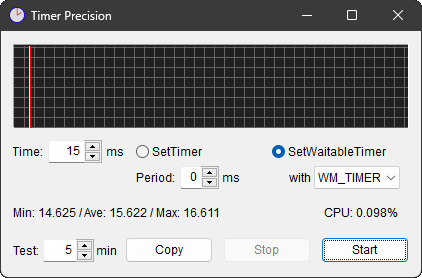 Timer Precision
Time: 15 ms SetTimer SetWaitableTimer
Period: 0 ms with WM_TIMER
Min: 14.625 / Ave: 15.622 / Max: 16.611 CPU: 0.098%
Test: 5 min Copy Stop Start